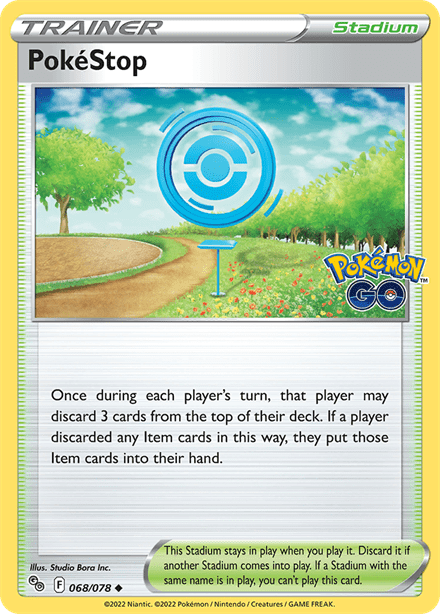 TRAINER Stadium
PokéStop
Pokémon
GO
TM
Once during each player's turn, that player may
discard 3 cards from the top of their deck. If a player
discarded any Item cards in this way, they put those
Item cards into their hand.
Illus. Studio Bora Inc.
F 068/078
This Stadium stays in play when you play it. Discard it if
another Stadium comes into play. If a Stadium with the
same name is in play, you can't play this card.
©2022 Niantic. ©2022 Pokémon / Nintendo / Creatures / GAME FREAK.